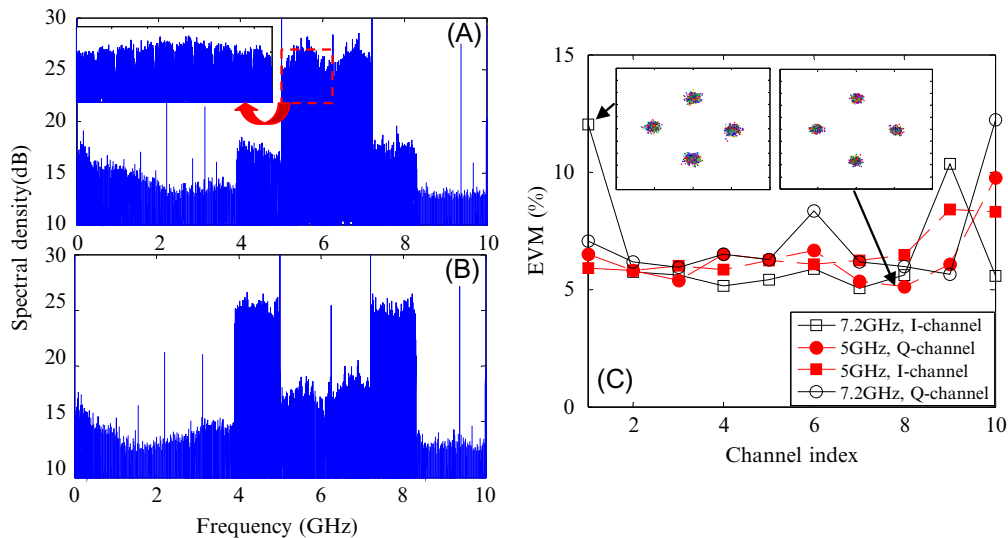 30
25
20
15
10
(A)
0
2
4
6
8
10
Spectral density(dB)
30
25
20
15
10
(B)
0
2
4
6
8
10
Frequency (GHz)
15
10
5
0
EVM (%)
7.2GHz, I-channel
5GHz, Q-channel
5GHz, I-channel
7.2GHz, Q-channel
(C)
2
4
6
8
10
Channel index